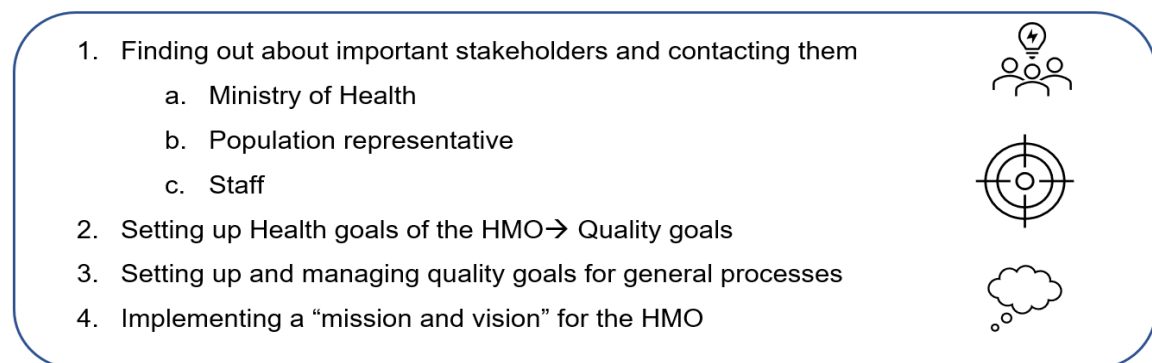 1. Finding out about important stakeholders and contacting them
a. Ministry of Health
b. Population representative
c. Staff
2. Setting up Health goals of the HMO→ Quality goals
3. Setting up and managing quality goals for general processes
4. Implementing a “mission and vision” for the HMO